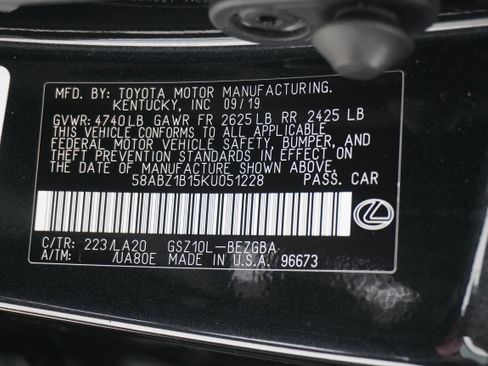 MFD. BY: TOYOTA MOTOR MANUFACTURING.
KENTUCKY, INC 09/19
GVWR: 4740LB GAWR FR 2625LB RR 2425 LB
THIS VEHICLE CONFORMS TO ALL APPLICABLE
FEDERAL MOTOR VEHICLE SAFETY, BUMPER, AND
THEFT PREVENTION STANDARDS IN EFFECT ON
THE DATE OF MANUFACTURE SHOWN ABOVE.
58ABZ1B15KU051228 PASS. CAR
C/TR: 223/LA20 GSZ10L-BEZGBA
A/TM: /UA80E MADE IN U.S.A. 96673